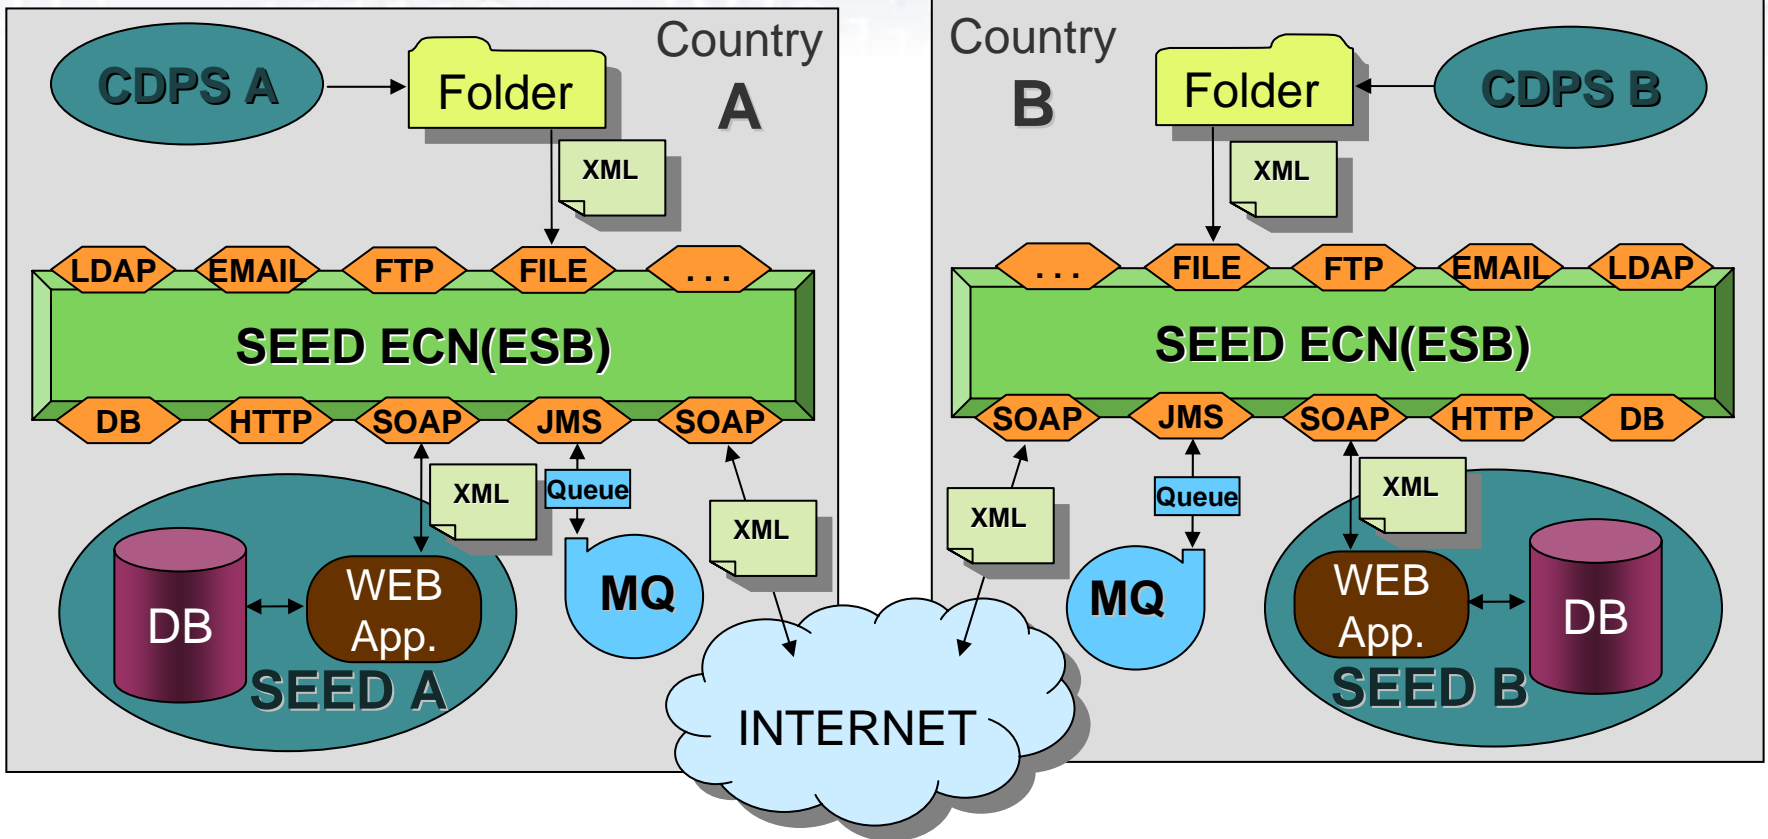 Country
A
CDPS A
Folder
XML
LDAP
EMAIL
FTP
FILE
. . .
SEED ECN(ESB)
DB
HTTP
SOAP
JMS
SOAP
XML
Queue
XML
DB
WEB
App.
MQ
SEED A
INTERNET
Country
B
Folder
CDPS B
XML
. . .
FILE
FTP
EMAIL
LDAP
SEED ECN(ESB)
SOAP
JMS
SOAP
HTTP
DB
XML
Queue
XML
MQ
WEB
App.
DB
SEED B